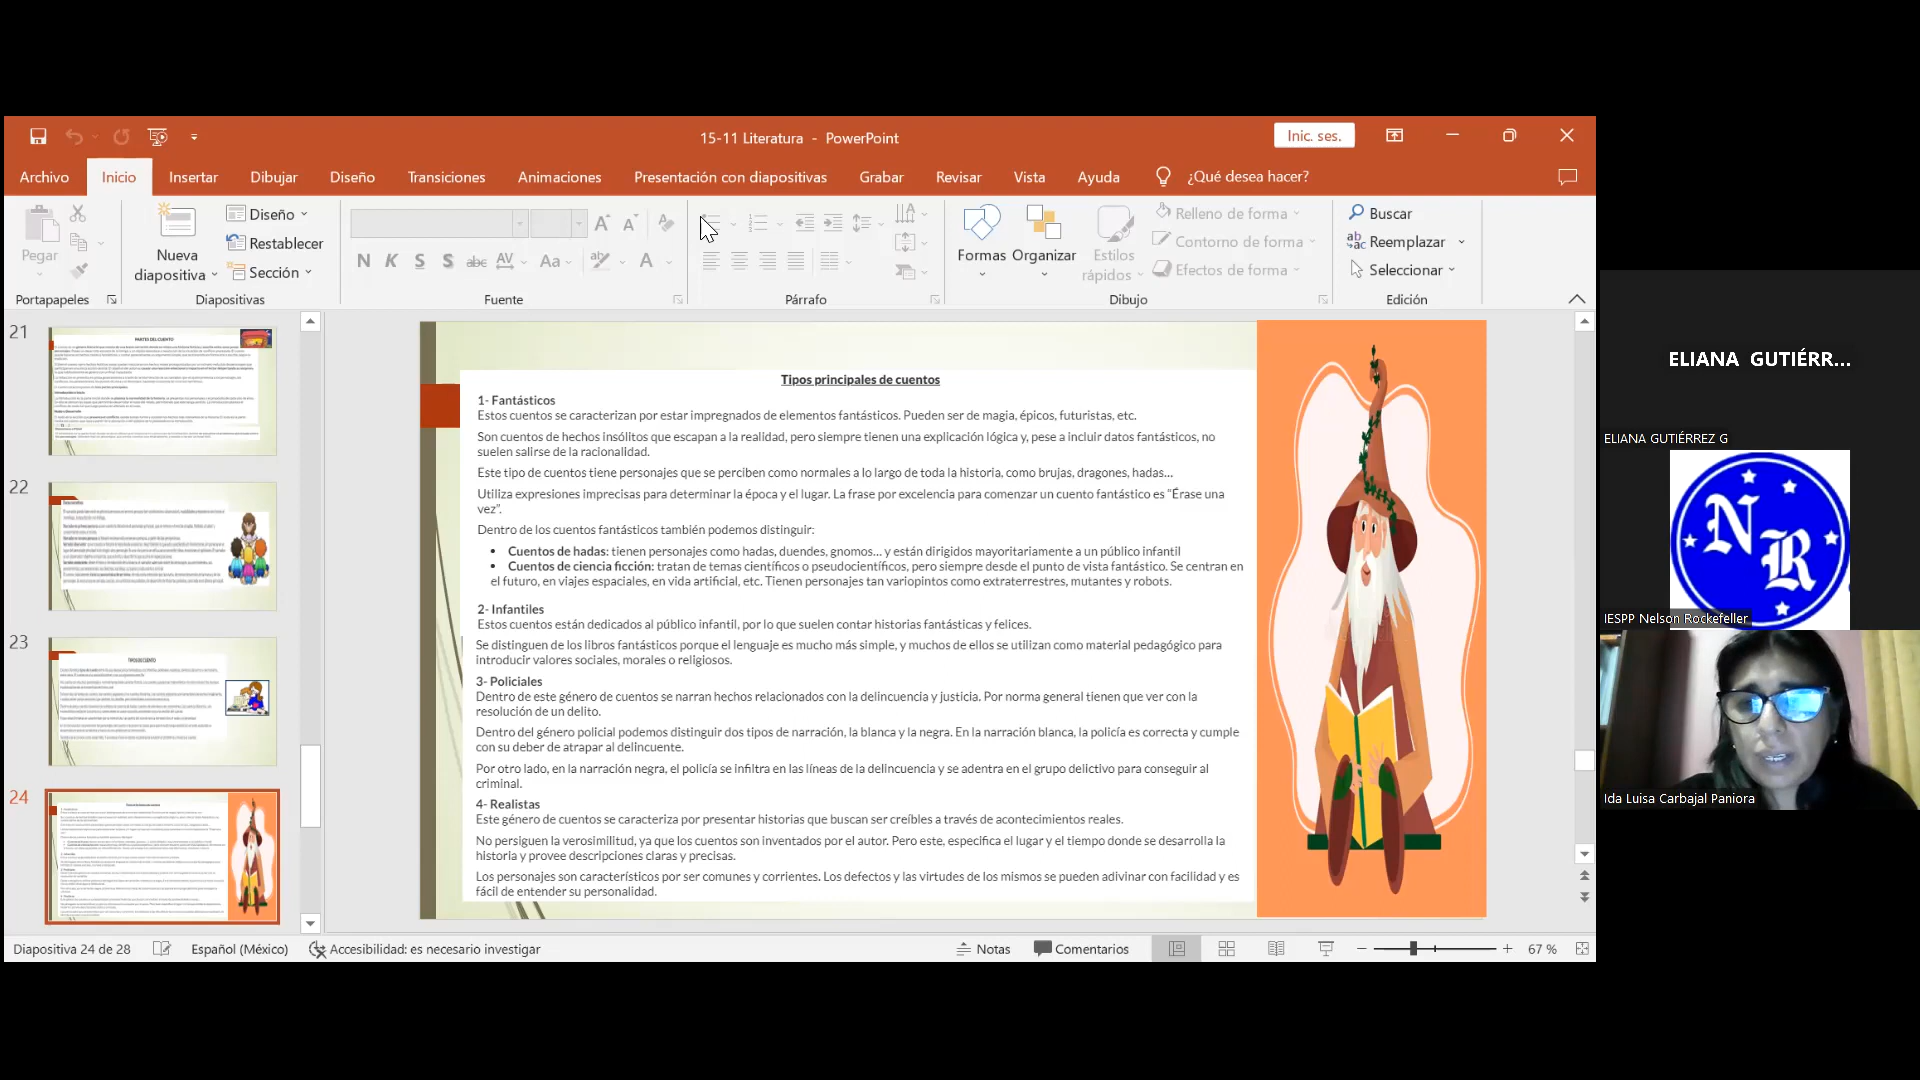 15-11 Literatura - PowerPoint
Inic. ses.
Archivo
Inicio
Insertar
Dibujar
Diseño
Transiciones
Animaciones
Presentación con diapositivas
Grabar
Revisar
Vista
Ayuda
¿Qué desea hacer?
Pegar
Portapapeles
Nueva
diapositiva
Diseño
Restablecer
Sección
Diapositivas
N K S S abc AV Aa A
Fuente
Párrafo
Formas
Organizar
Estilos
rápidos
Relleno de forma
Contorno de forma
Efectos de forma
Dibujo
Buscar
Reemplazar
Seleccionar
Edición
21
PARTES DEL CUENTO
22
23
TIPOS DE CUENTO
24
Tipos principales de cuentos
1- Fantásticos
Estos cuentos se caracterizan por estar impregnados de elementos fantásticos. Pueden ser de magia, épicos, futuristas, etc.
Son cuentos de hechos insólitos que escapan a la realidad, pero siempre tienen una explicación lógica y, pese a incluir datos fantásticos, no
suelen salirse de la racionalidad.
Este tipo de cuentos tiene personajes que se perciben como normales a lo largo de toda la historia, como brujas, dragones, hadas…
Utiliza expresiones imprecisas para determinar la época y el lugar. La frase por excelencia para comenzar un cuento fantástico es “Érase una
vez”.
Dentro de los cuentos fantásticos también podemos distinguir:
• Cuentos de hadas: tienen personajes como hadas, duendes, gnomos… y están dirigidos mayoritariamente a un público infantil
• Cuentos de ciencia ficción: tratan de temas científicos o pseudocientíficos, pero siempre desde el punto de vista fantástico. Se centran en
el futuro, en viajes espaciales, en vida artificial, etc. Tienen personajes tan variopintos como extraterrestres, mutantes y robots.
2- Infantiles
Estos cuentos están dedicados al público infantil, por lo que suelen contar historias fantásticas y felices.
Se distinguen de los libros fantásticos porque el lenguaje es mucho más simple, y muchos de ellos se utilizan como material pedagógico para
introducir valores sociales, morales o religiosos.
3- Policiales
Dentro de este género de cuentos se narran hechos relacionados con la delincuencia y justicia. Por norma general tienen que ver con la
resolución de un delito.
Dentro del género policial podemos distinguir dos tipos de narración, la blanca y la negra. En la narración blanca, la policía es correcta y cumple
con su deber de atrapar al delincuente.
Por otro lado, en la narración negra, el policía se infiltra en las líneas de la delincuencia y se adentra en el grupo delictivo para conseguir al
criminal.
4- Realistas
Este género de cuentos se caracteriza por presentar historias que buscan ser creíbles a través de acontecimientos reales.
No persiguen la verosimilitud, ya que los cuentos son inventados por el autor. Pero este, especifica el lugar y el tiempo donde se desarrolla la
historia y provee descripciones claras y precisas.
Los personajes son característicos por ser comunes y corrientes. Los defectos y las virtudes de los mismos se pueden adivinar con facilidad y es
fácil de entender su personalidad.
Diapositiva 24 de 28
Español (México)
Accesibilidad: es necesario investigar
Notas
Comentarios
67 %
ELIANA GUTIÉRR...
ELIANA GUTIÉRREZ G
N R
IESPP Nelson Rockefeller
Ida Luisa Carbajal Paniora